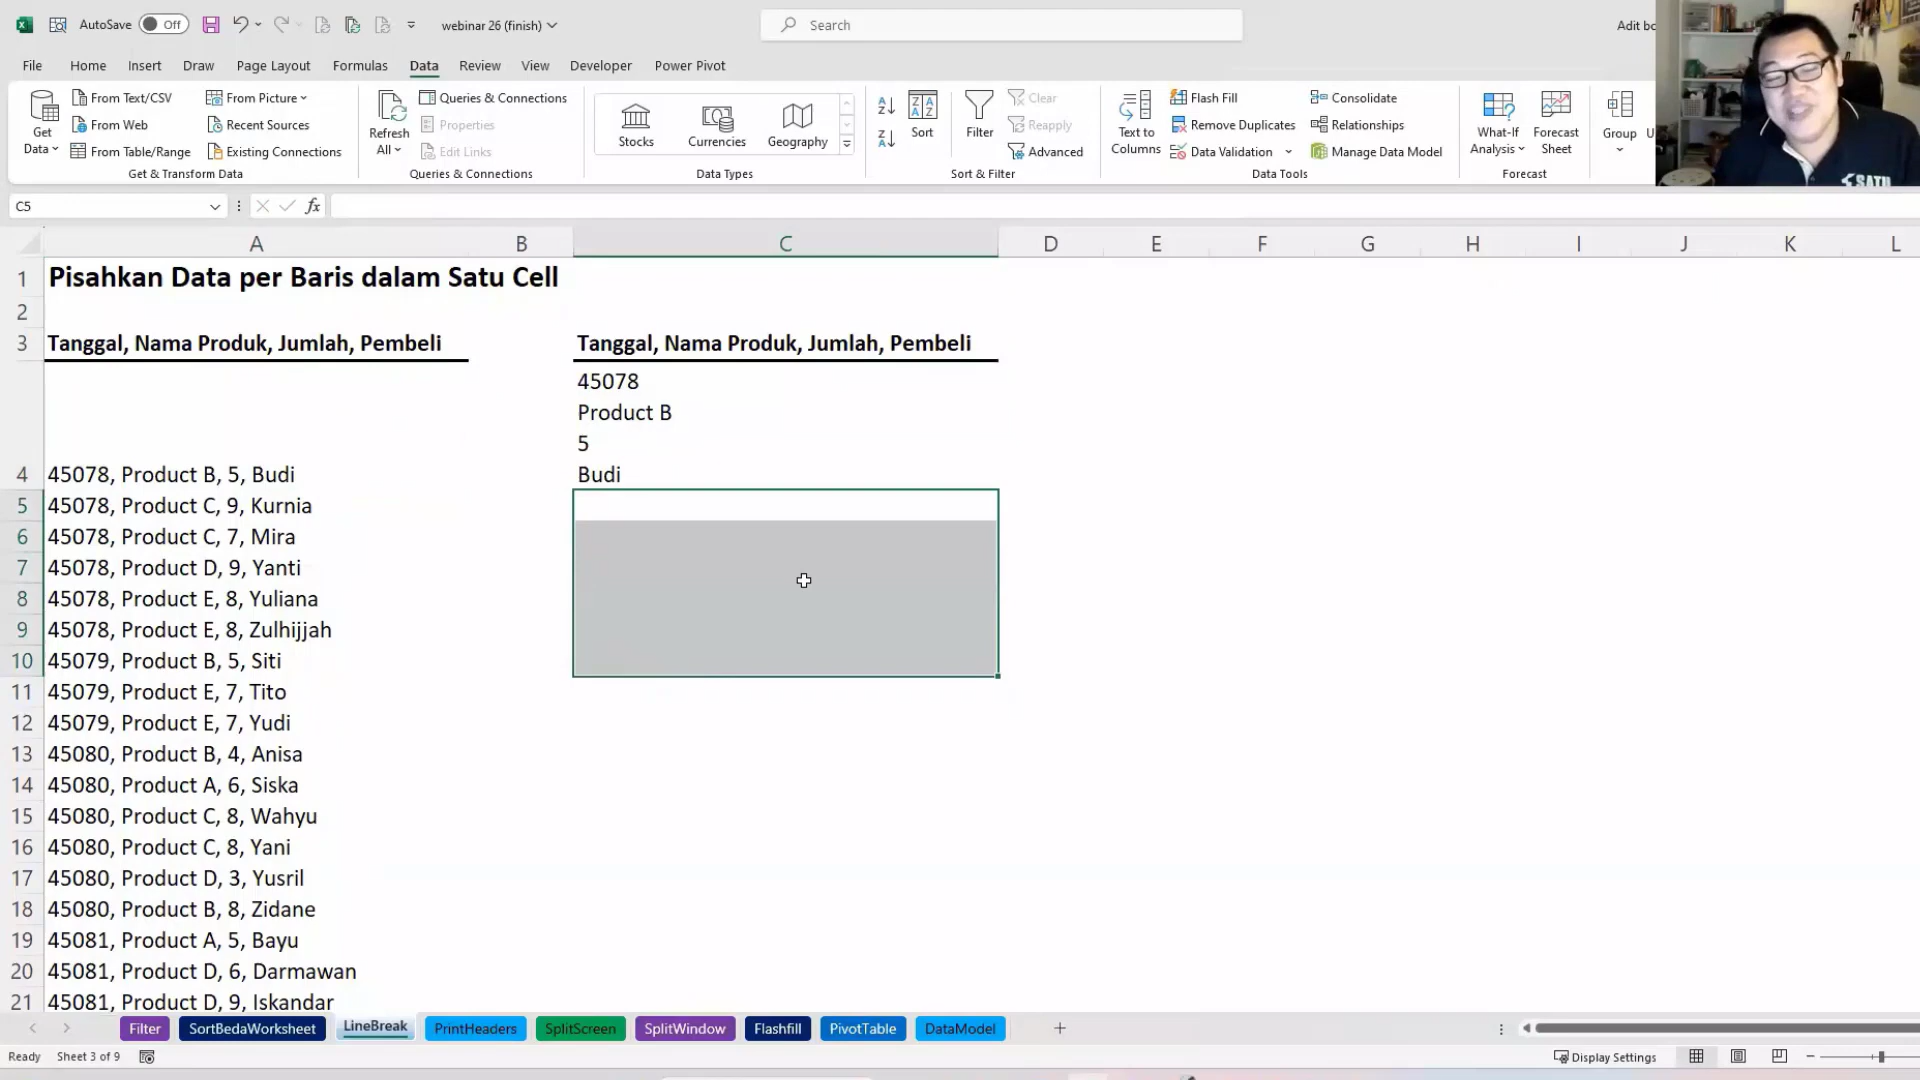 AutoSave Off webinar 26 (finish) Search Adit bo
File Home Insert Draw Page Layout Formulas Data Review View Developer Power Pivot
Get Data
From Text/CSV
From Web
From Table/Range
From Picture
Recent Sources
Existing Connections
Get & Transform Data
Refresh All
Queries & Connections
Properties
Edit Links
Queries & Connections
Stocks Currencies Geography
Data Types
Sort
Filter
Clear
Reapply
Advanced
Sort & Filter
Text to Columns
Flash Fill
Remove Duplicates
Data Validation
Consolidate
Relationships
Manage Data Model
Data Tools
What-If Analysis
Forecast Sheet
Forecast
Group U
SATU
C5 fx
A B C D E F G H I J K L
1 Pisahkan Data per Baris dalam Satu Cell
2
3 Tanggal, Nama Produk, Jumlah, Pembeli Tanggal, Nama Produk, Jumlah, Pembeli
45078
Product B
5
4 45078, Product B, 5, Budi Budi
5 45078, Product C, 9, Kurnia
6 45078, Product C, 7, Mira
7 45078, Product D, 9, Yanti
8 45078, Product E, 8, Yuliana
9 45078, Product E, 8, Zulhijjah
10 45079, Product B, 5, Siti
11 45079, Product E, 7, Tito
12 45079, Product E, 7, Yudi
13 45080, Product B, 4, Anisa
14 45080, Product A, 6, Siska
15 45080, Product C, 8, Wahyu
16 45080, Product C, 8, Yani
17 45080, Product D, 3, Yusril
18 45080, Product B, 8, Zidane
19 45081, Product A, 5, Bayu
20 45081, Product D, 6, Darmawan
21 45081, Product D, 9, Iskandar
Filter SortBedaWorksheet LineBreak PrintHeaders SplitScreen SplitWindow Flashfill PivotTable DataModel
Ready Sheet 3 of 9 Display Settings